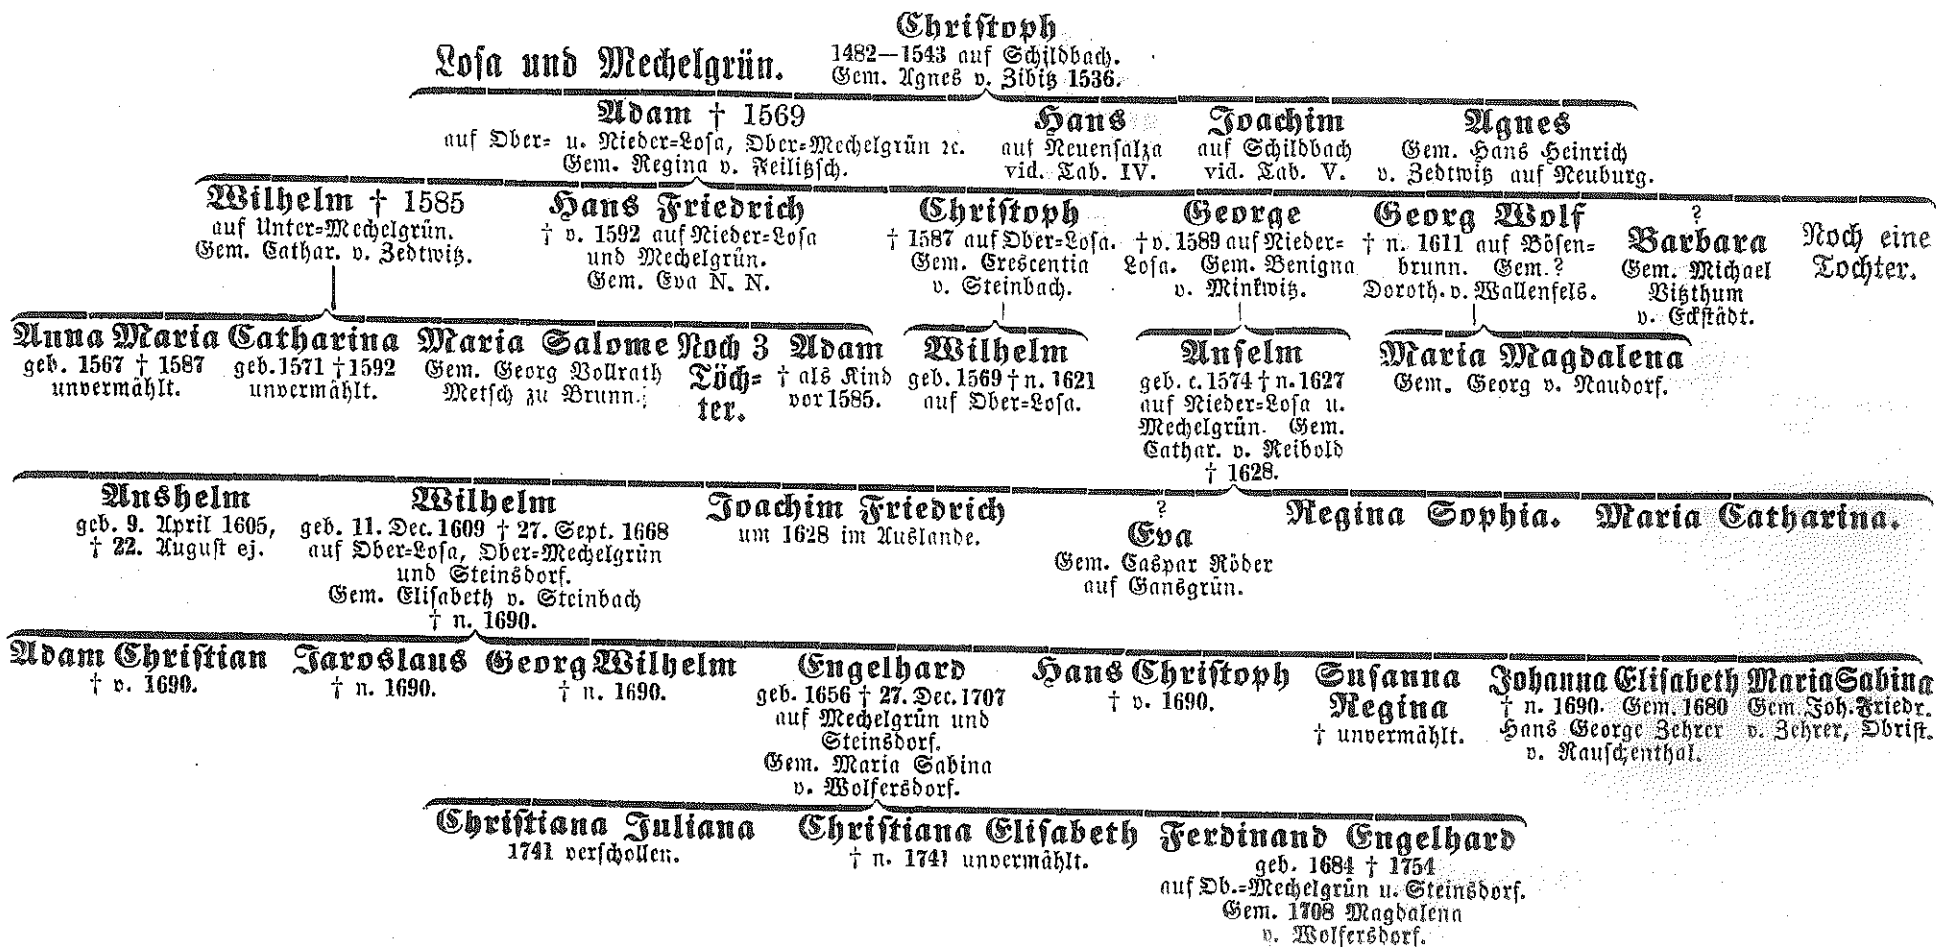 Christoph
Losa und Mechelgrün.
1482—1543 auf Schildbach.
Gem. Agnes v. Zibitz 1536.
Adam † 1569
auf Ober- u. Nieder-Losa, Ober-Mechelgrün ꝛc.
Gem. Regina v. Feilitzsch.
Hans
auf Neuensalza
vid. Tab. IV.
Joachim
auf Schildbach
vid. Tab. V.
Agnes
Gem. Hans Heinrich
v. Zedtwitz auf Neuburg.
Wilhelm † 1585
auf Unter-Mechelgrün.
Gem. Cathar. v. Zedtwitz.
Hans Friedrich
† v. 1592 auf Nieder-Losa
und Mechelgrün.
Gem. Eva N. N.
Christoph
† 1587 auf Ober-Losa.
Gem. Crescentia
v. Steinbach.
George
† v. 1589 auf Nieder-
Losa. Gem. Benigna
v. Minkwitz.
Georg Wolf
† n. 1611 auf Bösen-
brunn. Gem. ?
Doroth. v. Wallenfels.
?
Barbara
Gem. Michael
Vitzthum
v. Eckstädt.
Noch eine
Tochter.
Anna Maria
geb. 1567 † 1587
unvermählt.
Catharina
geb. 1571 † 1592
unvermählt.
Maria Salome
Gem. Georg Vollrath
Metsch zu Brunn.
Noch 3
Töch-
ter.
Adam
† als Kind
vor 1585.
Wilhelm
geb. 1569 † n. 1621
auf Ober-Losa.
Anselm
geb. c. 1574 † n. 1627
auf Nieder-Losa u.
Mechelgrün. Gem.
Cathar. v. Reibold
† 1628.
Maria Magdalena
Gem. Georg v. Naudorf.
Anshelm
geb. 9. April 1605,
† 22. August ej.
Wilhelm
geb. 11. Dec. 1609 † 27. Sept. 1668
auf Ober-Losa, Ober-Mechelgrün
und Steinsdorf.
Gem. Elisabeth v. Steinbach
† n. 1690.
Joachim Friedrich
um 1628 im Auslande.
?
Eva
Gem. Caspar Röder
auf Gansgrün.
Regina Sophia.
Maria Catharina.
Adam Christian
† v. 1690.
Jaroslaus
† n. 1690.
Georg Wilhelm
† n. 1690.
Engelhard
geb. 1656 † 27. Dec. 1707
auf Mechelgrün und
Steinsdorf.
Gem. Maria Sabina
v. Wolfersdorf.
Hans Christoph
† v. 1690.
Susanna
Regina
† unvermählt.
Johanna Elisabeth
† n. 1690. Gem. 1680
Hans George Zehrer
v. Rauschenthal.
Maria Sabina
Gem. Joh. Friedr.
v. Zehrer, Obrist.
Christiana Juliana
1741 verschollen.
Christiana Elisabeth
† n. 1741 unvermählt.
Ferdinand Engelhard
geb. 1684 † 1754
auf Ob.-Mechelgrün u. Steinsdorf.
Gem. 1708 Magdalena
v. Wolfersdorf.